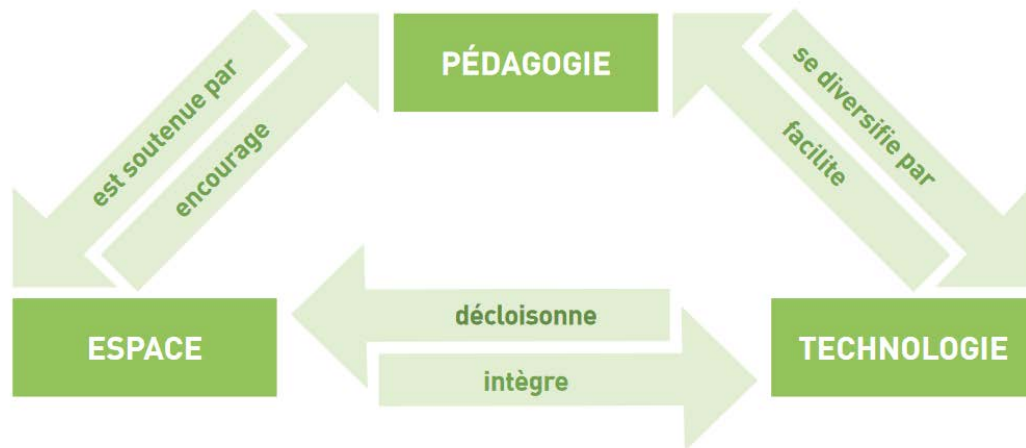 PÉDAGOGIE
est soutenue par
encourage
se diversifie par
facilite
ESPACE
décloisonne
intègre
TECHNOLOGIE